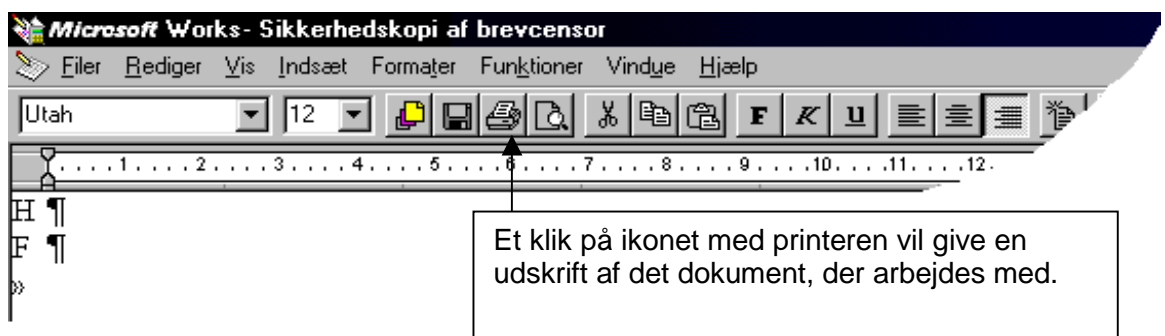 Microsoft Works- Sikkerhedskopi af brevcensor
Filer Rediger Vis Indsæt Formater Funktioner Vindue Hjælp
Utah 12 F K U
....1....2....3....4....5....6....7....8....9....10....11....12.
H ¶
F ¶
»
Et klik på ikonet med printeren vil give en
udskrift af det dokument, der arbejdes med.